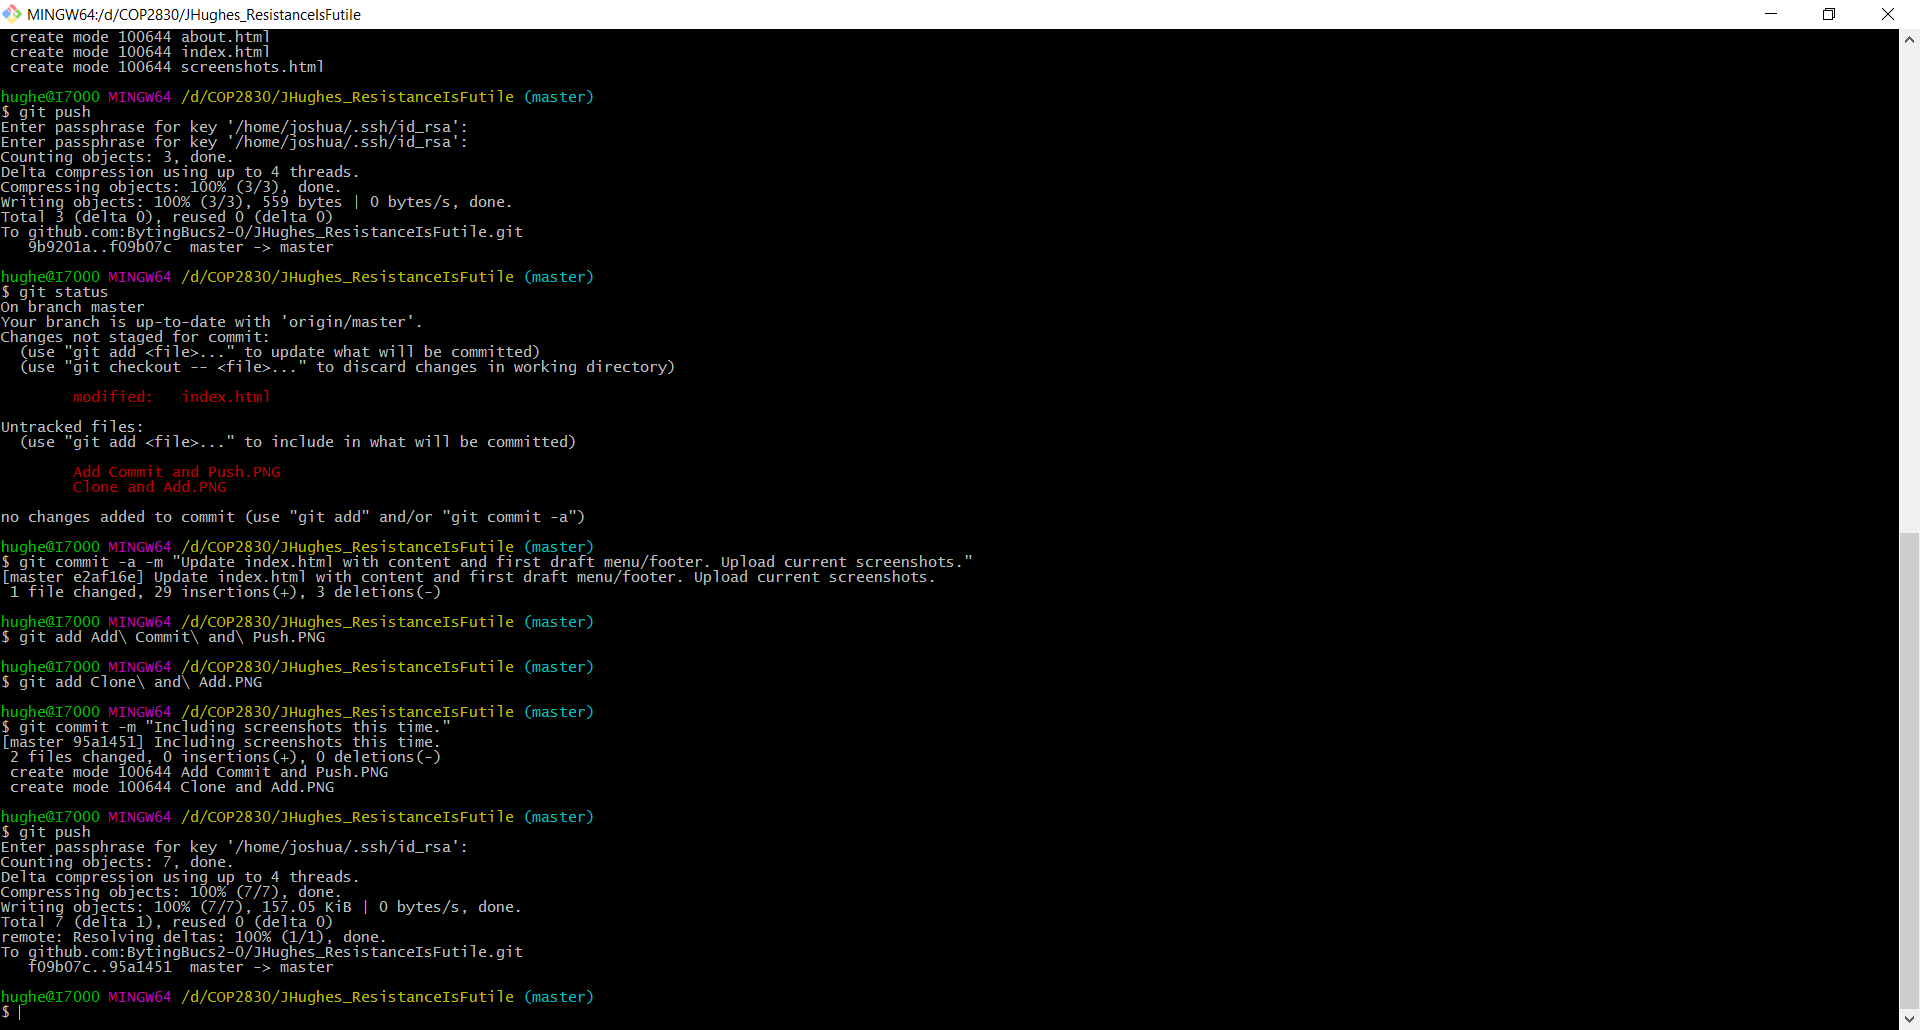 MINGW64:/d/COP2830/JHughes_ResistanceIsFutile
create mode 100644 about.html
create mode 100644 index.html
create mode 100644 screenshots.html
hughe@I7000 MINGW64 /d/COP2830/JHughes_ResistanceIsFutile (master)
$ git push
Enter passphrase for key '/home/joshua/.ssh/id_rsa':
Enter passphrase for key '/home/joshua/.ssh/id_rsa':
Counting objects: 3, done.
Delta compression using up to 4 threads.
Compressing objects: 100% (3/3), done.
Writing objects: 100% (3/3), 559 bytes | 0 bytes/s, done.
Total 3 (delta 0), reused 0 (delta 0)
To github.com:BytingBucs2-0/JHughes_ResistanceIsFutile.git
9b9201a..f09b07c  master -> master
hughe@I7000 MINGW64 /d/COP2830/JHughes_ResistanceIsFutile (master)
$ git status
On branch master
Your branch is up-to-date with 'origin/master'.
Changes not staged for commit:
(use "git add <file>..." to update what will be committed)
(use "git checkout -- <file>..." to discard changes in working directory)
modified:   index.html
Untracked files:
(use "git add <file>..." to include in what will be committed)
Add Commit and Push.PNG
Clone and Add.PNG
no changes added to commit (use "git add" and/or "git commit -a")
hughe@I7000 MINGW64 /d/COP2830/JHughes_ResistanceIsFutile (master)
$ git commit -a -m "Update index.html with content and first draft menu/footer. Upload current screenshots."
[master e2af16e] Update index.html with content and first draft menu/footer. Upload current screenshots.
1 file changed, 29 insertions(+), 3 deletions(-)
hughe@I7000 MINGW64 /d/COP2830/JHughes_ResistanceIsFutile (master)
$ git add Add\ Commit\ and\ Push.PNG
hughe@I7000 MINGW64 /d/COP2830/JHughes_ResistanceIsFutile (master)
$ git add Clone\ and\ Add.PNG
hughe@I7000 MINGW64 /d/COP2830/JHughes_ResistanceIsFutile (master)
$ git commit -m "Including screenshots this time."
[master 95a1451] Including screenshots this time.
2 files changed, 0 insertions(+), 0 deletions(-)
create mode 100644 Add Commit and Push.PNG
create mode 100644 Clone and Add.PNG
hughe@I7000 MINGW64 /d/COP2830/JHughes_ResistanceIsFutile (master)
$ git push
Enter passphrase for key '/home/joshua/.ssh/id_rsa':
Counting objects: 7, done.
Delta compression using up to 4 threads.
Compressing objects: 100% (7/7), done.
Writing objects: 100% (7/7), 157.05 KiB | 0 bytes/s, done.
Total 7 (delta 1), reused 0 (delta 0)
remote: Resolving deltas: 100% (1/1), done.
To github.com:BytingBucs2-0/JHughes_ResistanceIsFutile.git
f09b07c..95a1451  master -> master
hughe@I7000 MINGW64 /d/COP2830/JHughes_ResistanceIsFutile (master)
$